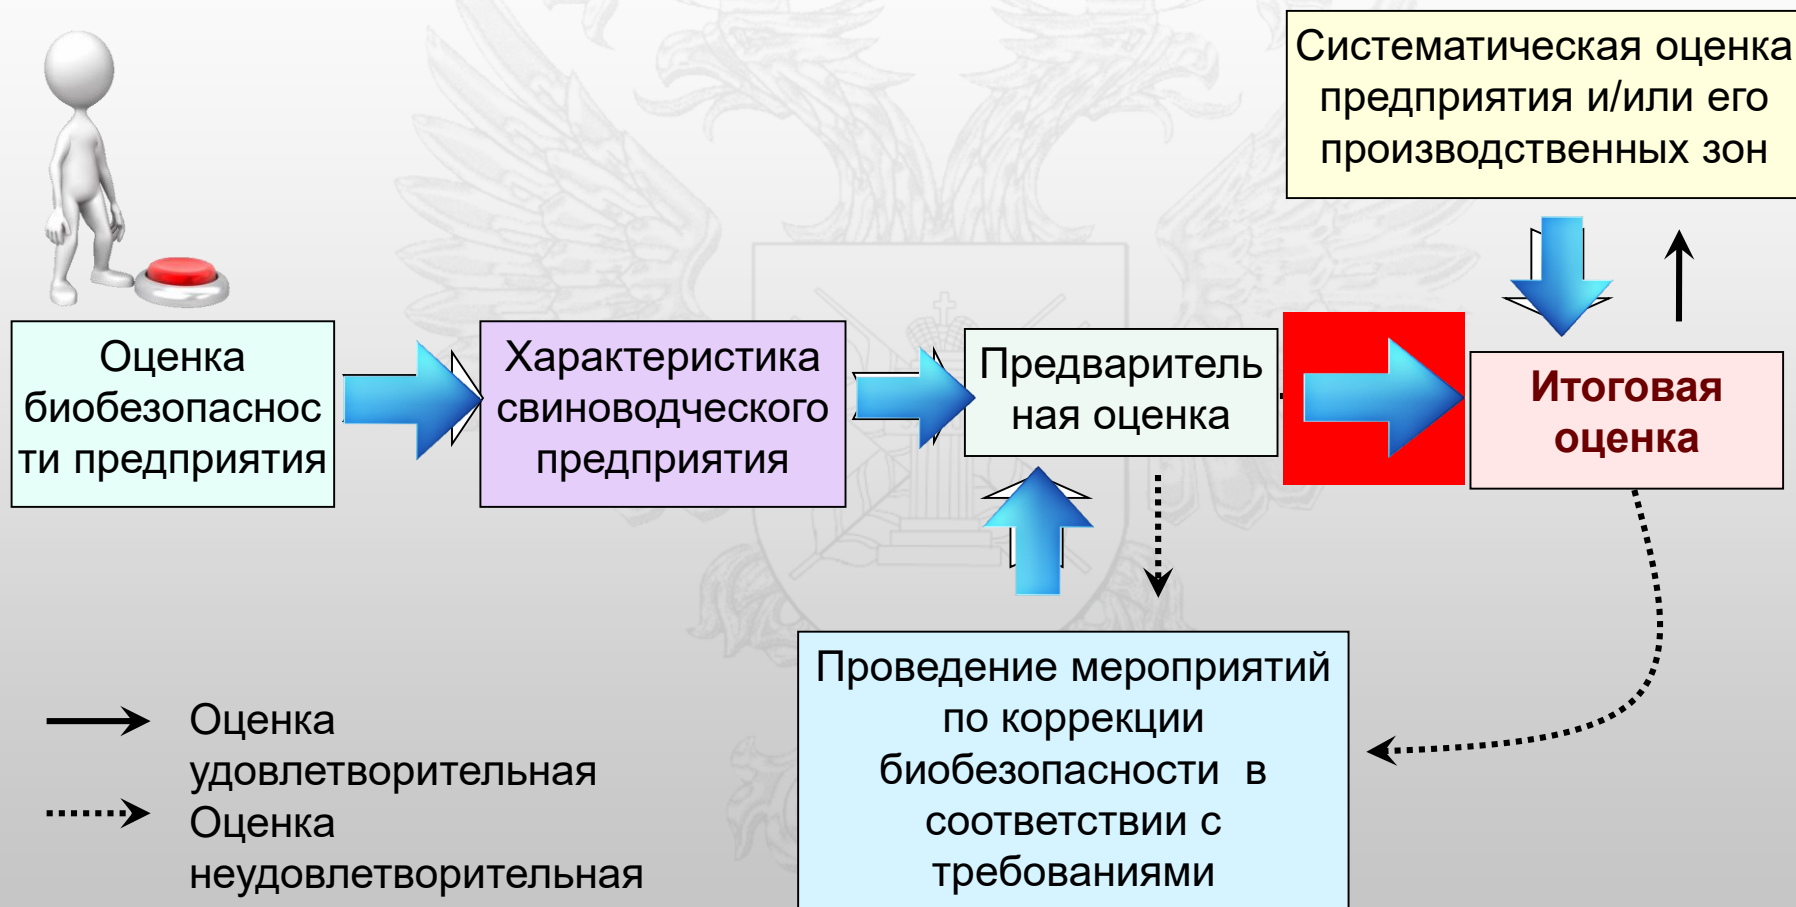 Систематическая оценка
предприятия и/или его
производственных зон
Оценка
биобезопаснос
ти предприятия
Характеристика
свиноводческого
предприятия
Предваритель
ная оценка
Итоговая
оценка
Проведение мероприятий
по коррекции
биобезопасности в
соответствии с
требованиями
Оценка
удовлетворительная
Оценка
неудовлетворительная